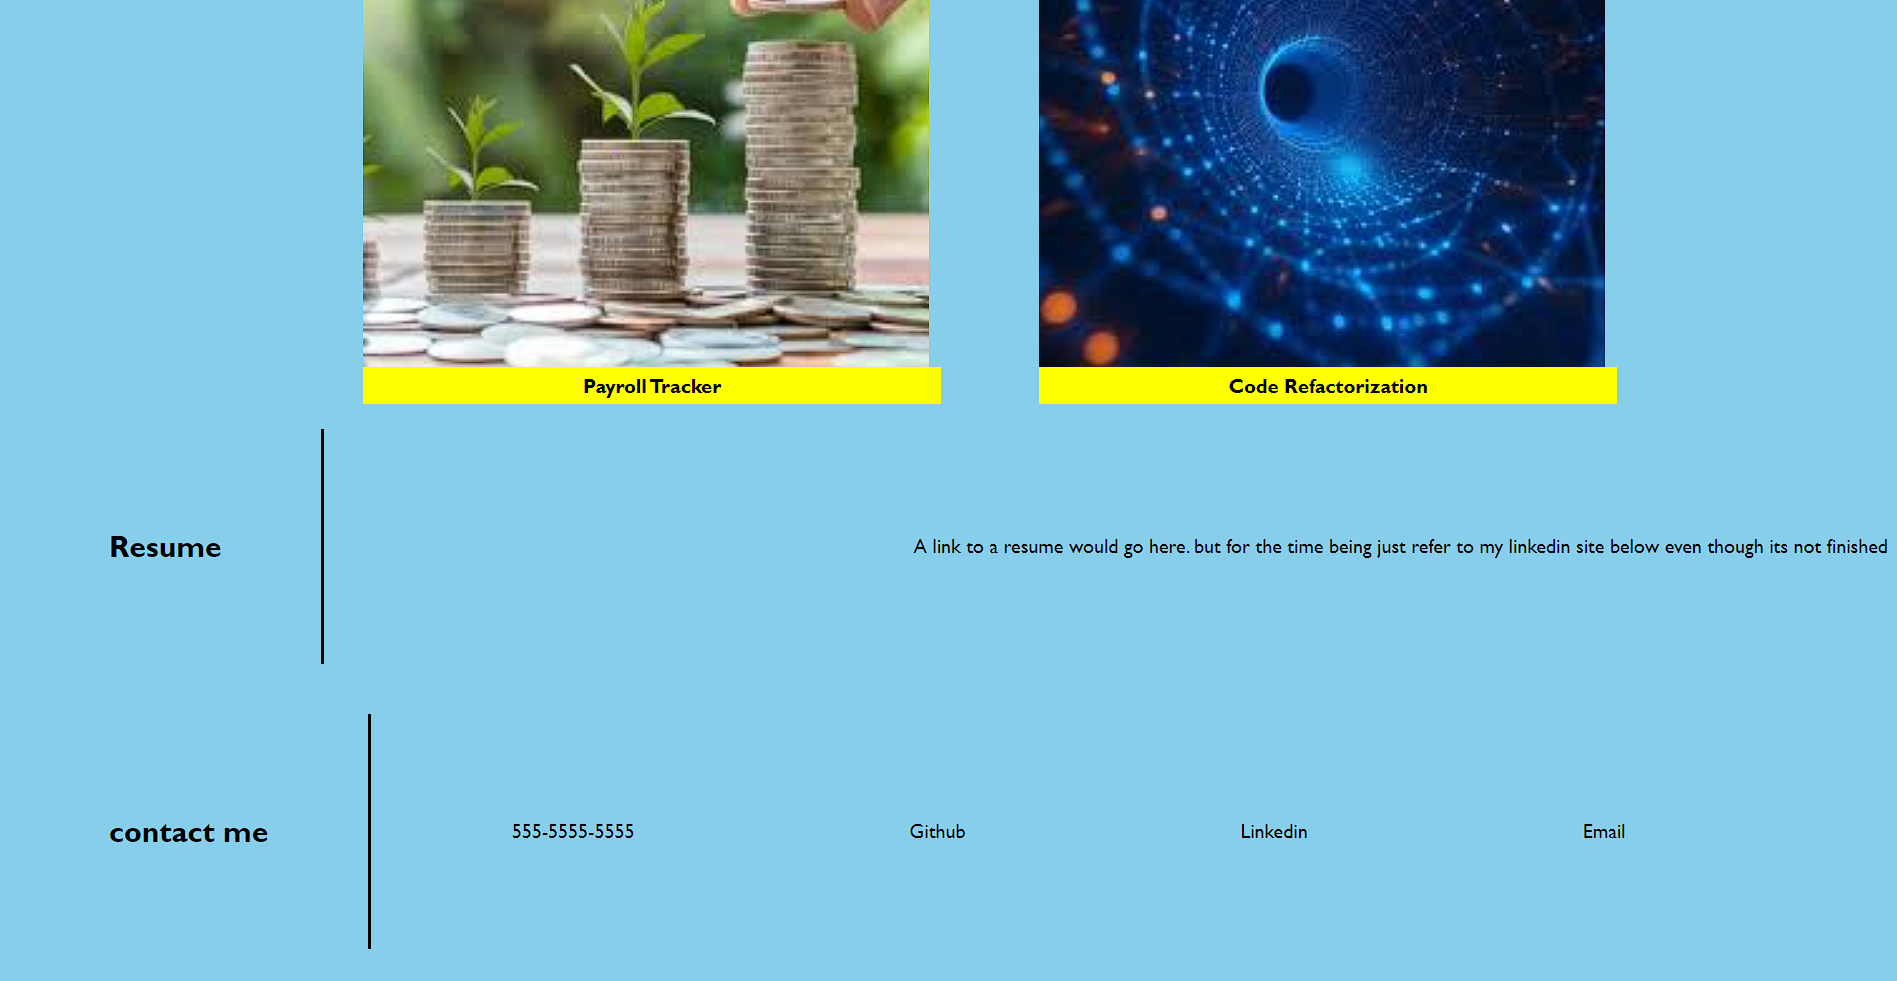 Payroll Tracker
Code Refactorization
Resume
A link to a resume would go here. but for the time being just refer to my linkedin site below even though its not finished
contact me
555-5555-5555
Github
Linkedin
Email